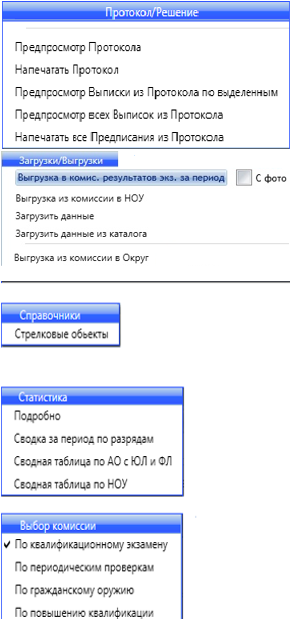 Протокол/Решение
Предпросмотр Протокола
Напечатать Протокол
Предпросмотр Выписки из Протокола по выделенным
Предпросмотр всех Выписок из Протокола
Напечатать все Предписания из Протокола
Загрузки/Выгрузки
Выгрузка в комис. результатов экз. за период С фото
Выгрузка из комиссии в НОУ
Загрузить данные
Загрузить данные из каталога
Выгрузка из комиссии в Округ
Справочники
Стрелковые обьекты
Статистика
Подробно
Сводка за период по разрядам
Сводная таблица по АО с ЮЛ и ФЛ
Сводная таблица по НОУ
Выбор комиссии
✓ По квалификационному экзамену
По периодическим проверкам
По гражданскому оружию
По повышению квалификации